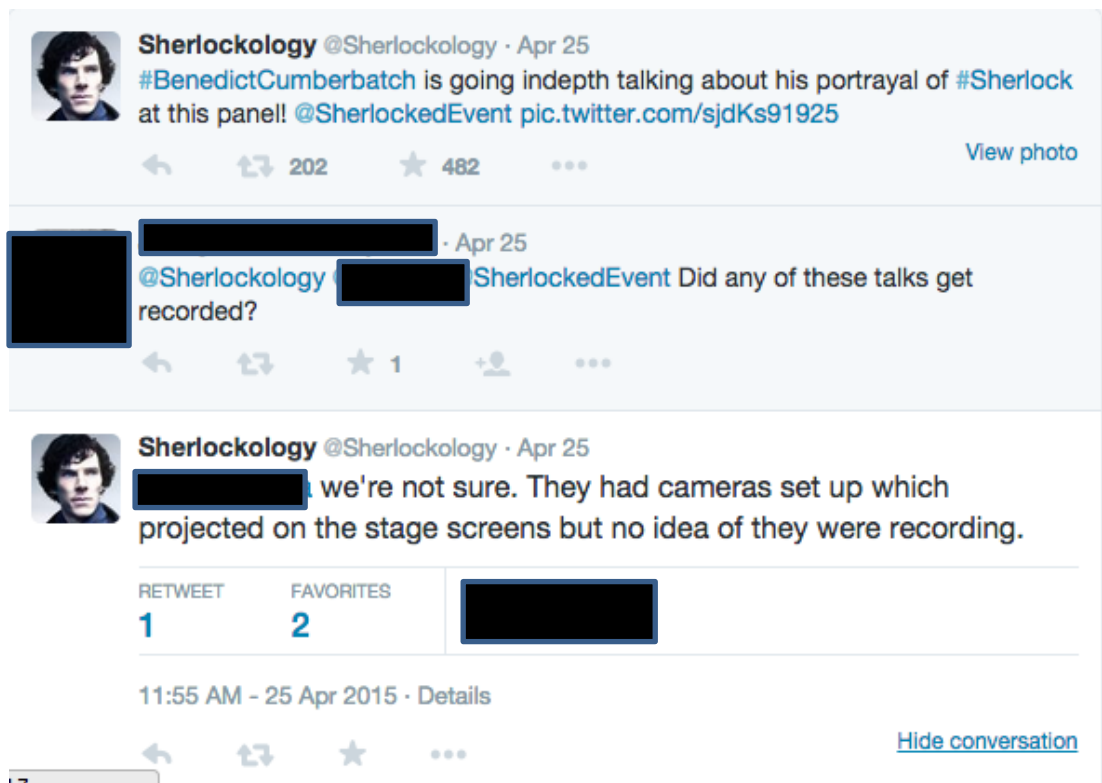 Sherlockology @Sherlockology · Apr 25
#BenedictCumberbatch is going indepth talking about his portrayal of #Sherlock
at this panel! @SherlockedEvent pic.twitter.com/sjdKs91925
202 482 View photo
· Apr 25
@Sherlockology SherlockedEvent Did any of these talks get
recorded?
1
Sherlockology @Sherlockology · Apr 25
we're not sure. They had cameras set up which
projected on the stage screens but no idea of they were recording.
RETWEET FAVORITES
1 2
11:55 AM - 25 Apr 2015 · Details
Hide conversation